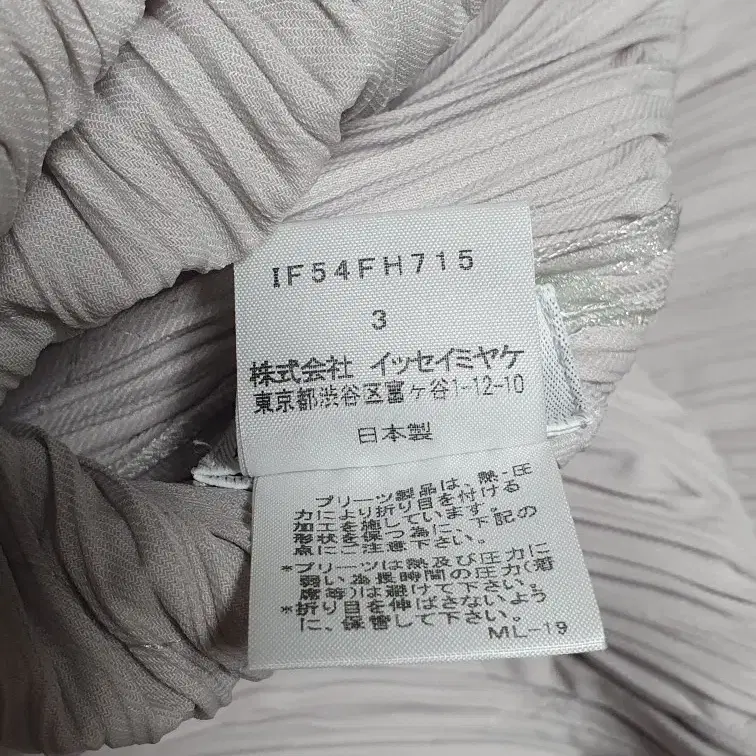 IF54FH715
3
株式会社 イッセイミヤケ
東京都渋谷区富ヶ谷1-12-10
日本製
プリーツ製品は、熱・圧
力により折り目を付ける
加工を施しています。
形状を保つ為に、下記の
点にご注意下さい。
*プリーツは熱及び圧力に
弱い為長時間の圧力(着
席等)は避けて下さい。
*折り目を伸ばさないよう
に、保管して下さい。
ML-19